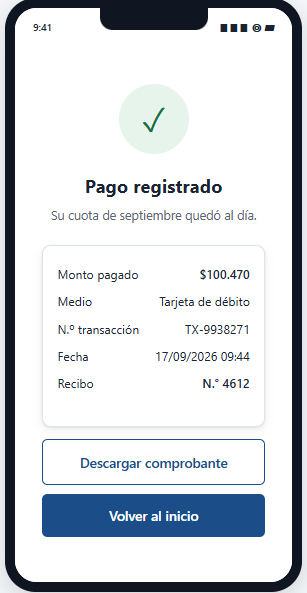 9:41
Pago registrado
Su cuota de septiembre quedó al día.
Monto pagado $100.470
Medio Tarjeta de débito
N.º transacción TX-9938271
Fecha 17/09/2026 09:44
Recibo N.° 4612
Descargar comprobante
Volver al inicio